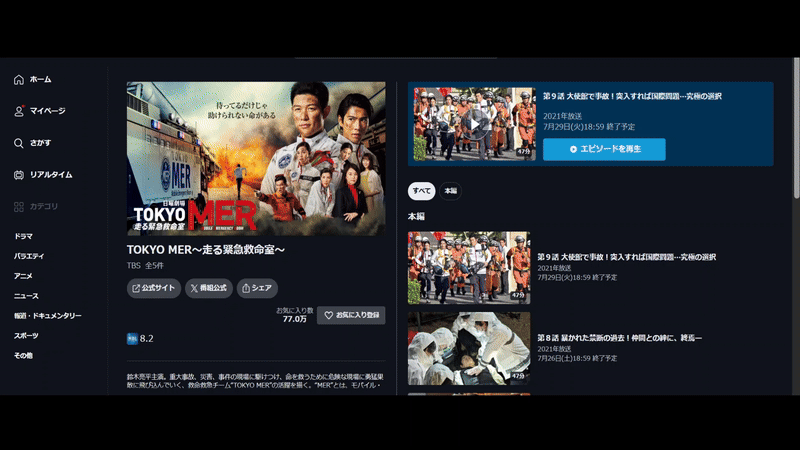 ホーム
マイページ
さがす
リアルタイム
カテゴリ
ドラマ
バラエティ
アニメ
ニュース
報道・ドキュメンタリー
スポーツ
その他
待ってるだけじゃ
助けられない命がある
MER
日曜劇場
TOKYO MER
走る緊急救命室
TOKYO MER～走る緊急救命室～
TBS 全5件
公式サイト
番組公式
シェア
お気に入り数
77.0万
お気に入り登録
8.2
鈴木亮平主演。重大事故、災害、事件の現場に駆けつけ、命を救うために危険な現場に勇猛果
敢に飛び込んでいく、救命救急チーム“TOKYO MER”の活躍を描く。“MER”とは、モバイル・
47分
第９話 大使館で事故！突入すれば国際問題…究極の選択
2021年放送
7月29日(火)18:59 終了予定
エピソードを再生
すべて
本編
本編
47分
第９話 大使館で事故！突入すれば国際問題…究極の選択
2021年放送
7月29日(火)18:59 終了予定
47分
第８話 暴かれた禁断の過去！仲間との絆に、終焉―
2021年放送
7月26日(土)18:59 終了予定